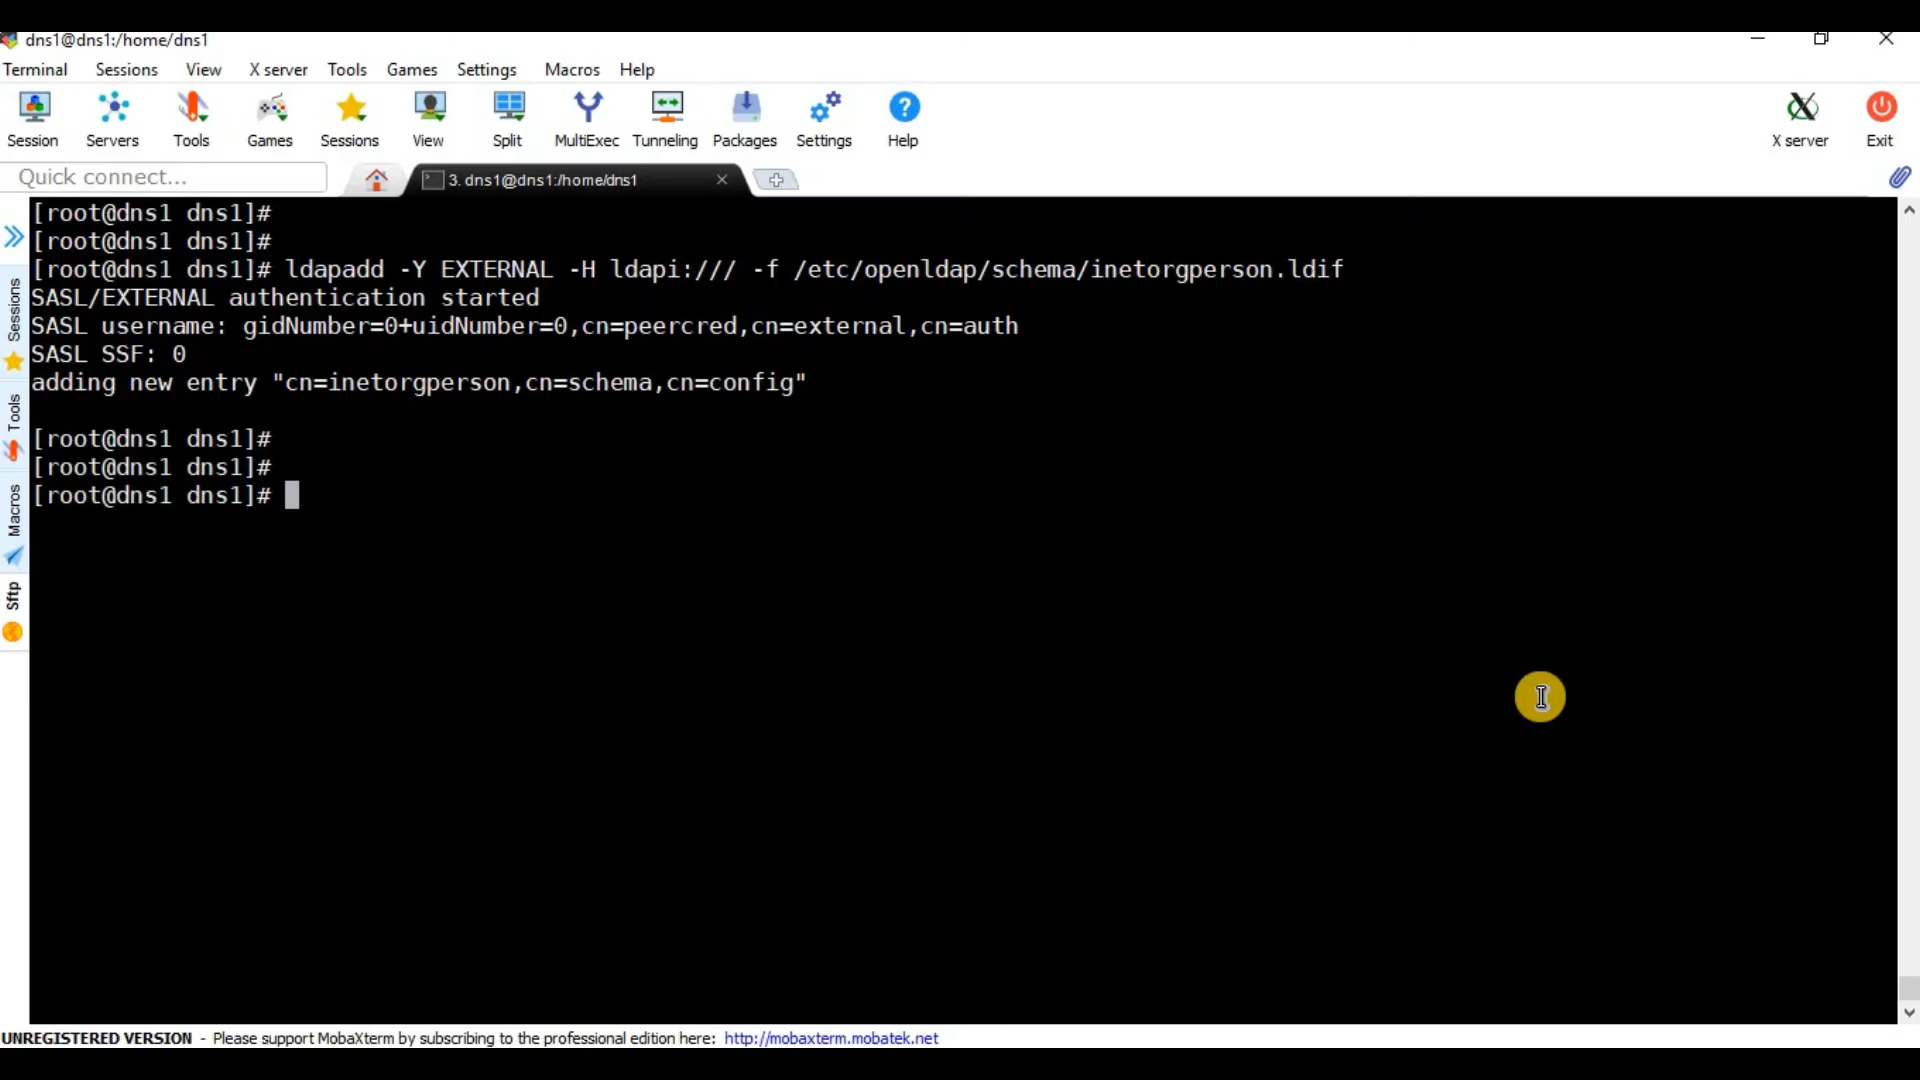 dns1@dns1:/home/dns1
Terminal Sessions View X server Tools Games Settings Macros Help
Session Servers Tools Games Sessions View Split MultiExec Tunneling Packages Settings Help X server Exit
Quick connect...
3. dns1@dns1:/home/dns1
[root@dns1 dns1]#
[root@dns1 dns1]#
[root@dns1 dns1]# ldapadd -Y EXTERNAL -H ldapi:/// -f /etc/openldap/schema/inetorgperson.ldif
SASL/EXTERNAL authentication started
SASL username: gidNumber=0+uidNumber=0,cn=peercred,cn=external,cn=auth
SASL SSF: 0
adding new entry "cn=inetorgperson,cn=schema,cn=config"
[root@dns1 dns1]#
[root@dns1 dns1]#
[root@dns1 dns1]#
Sessions
Tools
Macros
Sftp
UNREGISTERED VERSION - Please support MobaXterm by subscribing to the professional edition here: http://mobaxterm.mobatek.net